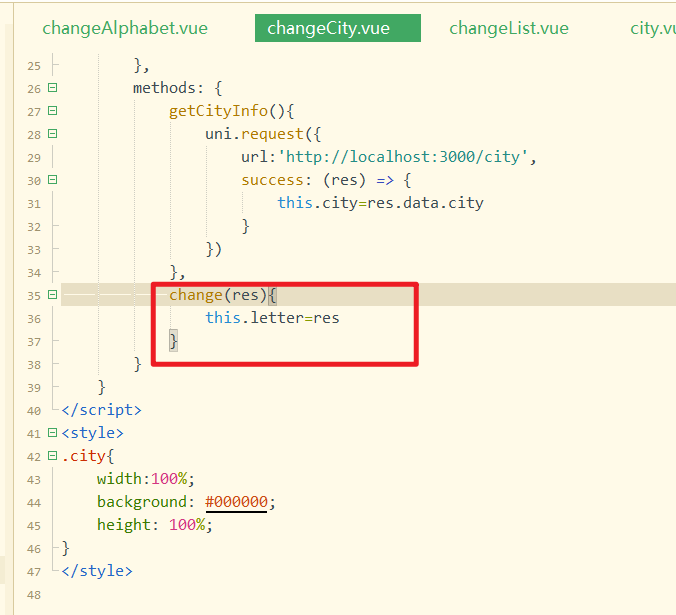 changeAlphabet.vue changeCity.vue changeList.vue city.vu
25 },
26 methods: {
27 getCityInfo(){
28 uni.request({
29 url:'http://localhost:3000/city',
30 success: (res) => {
31 this.city=res.data.city
32 }
33 })
34 },
35 change(res){
36 this.letter=res
37 }
38 }
39 }
40 </script>
41 <style>
42 .city{
43 width:100%;
44 background: #000000;
45 height: 100%;
46 }
47 </style>
48